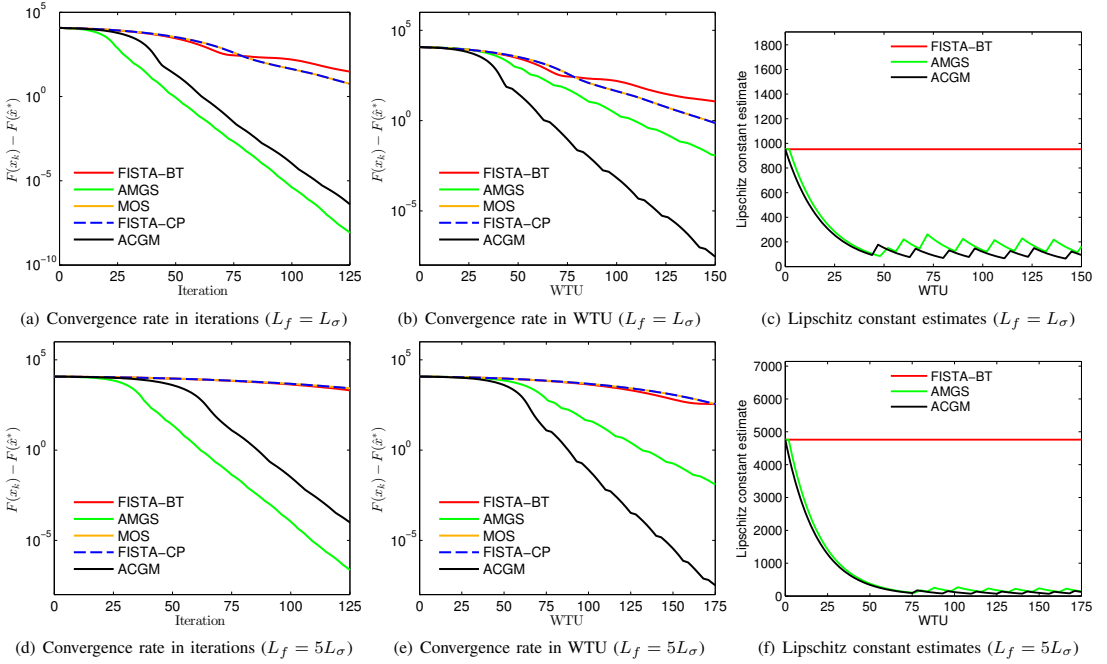 10^5
10^0
10^-5
10^-10
F(x_k) − F(x̂*)
FISTA−BT
AMGS
MOS
FISTA−CP
ACGM
0 25 50 75 100 125
Iteration
(a) Convergence rate in iterations (L_f = L_σ)
10^5
10^0
10^-5
F(x_k) − F(x̂*)
FISTA−BT
AMGS
MOS
FISTA−CP
ACGM
0 25 50 75 100 125 150
WTU
(b) Convergence rate in WTU (L_f = L_σ)
1800
1600
1400
1200
1000
800
600
400
200
0
Lipschitz constant estimate
FISTA−BT
AMGS
ACGM
0 25 50 75 100 125 150
WTU
(c) Lipschitz constant estimates (L_f = L_σ)
10^5
10^0
10^-5
F(x_k) − F(x̂*)
FISTA−BT
AMGS
MOS
FISTA−CP
ACGM
0 25 50 75 100 125
Iteration
(d) Convergence rate in iterations (L_f = 5L_σ)
10^5
10^0
10^-5
F(x_k) − F(x̂*)
FISTA−BT
AMGS
MOS
FISTA−CP
ACGM
0 25 50 75 100 125 150 175
WTU
(e) Convergence rate in WTU (L_f = 5L_σ)
7000
6000
5000
4000
3000
2000
1000
0
Lipschitz constant estimate
FISTA−BT
AMGS
ACGM
0 25 50 75 100 125 150 175
WTU
(f) Lipschitz constant estimates (L_f = 5L_σ)